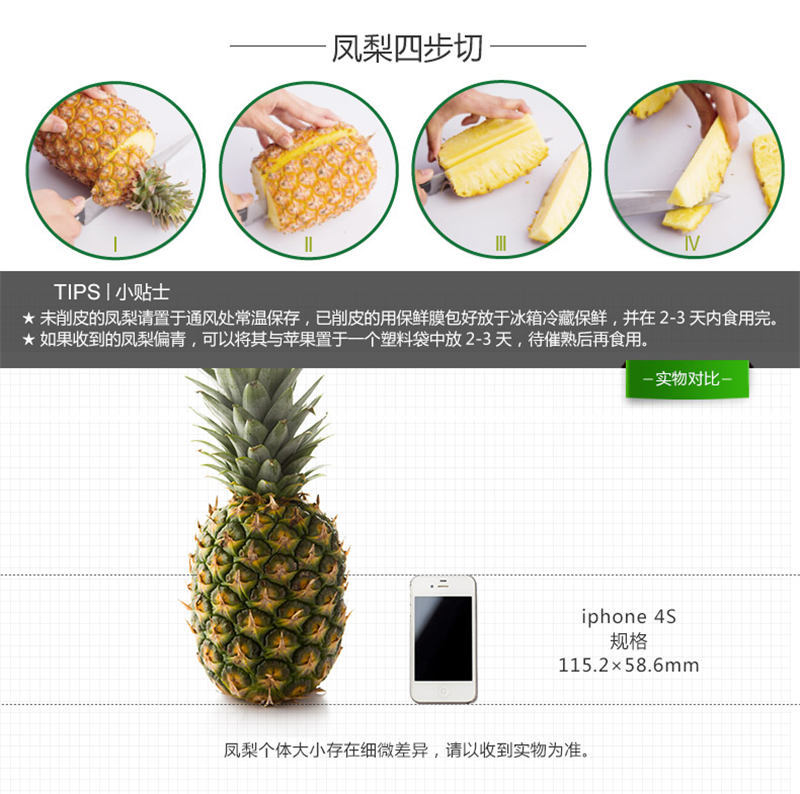 凤梨四步切
Ⅰ
Ⅱ
Ⅲ
Ⅳ
TIPS | 小贴士
★ 未削皮的凤梨请置于通风处常温保存，已削皮的用保鲜膜包好放于冰箱冷藏保鲜，并在 2-3 天内食用完。
★ 如果收到的凤梨偏青，可以将其与苹果置于一个塑料袋中放 2-3 天，待催熟后再食用。
–实物对比–
iphone 4S
规格
115.2×58.6mm
凤梨个体大小存在细微差异，请以收到实物为准。